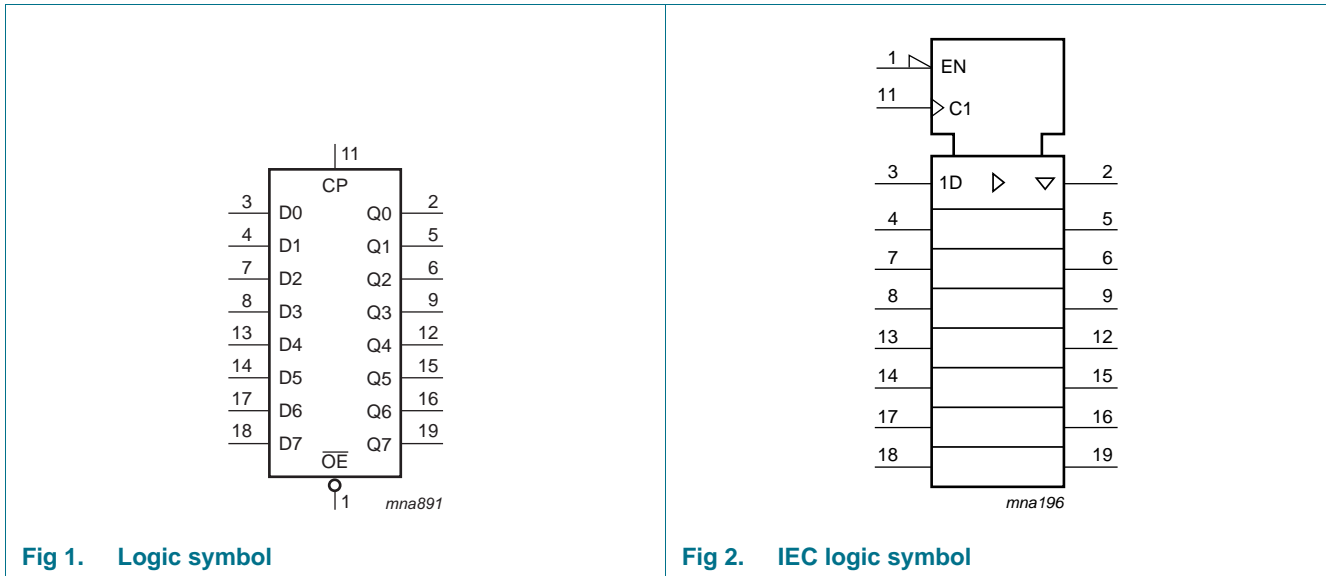 11
CP
3 D0 Q0 2
4 D1 Q1 5
7 D2 Q2 6
8 D3 Q3 9
13 D4 Q4 12
14 D5 Q5 15
17 D6 Q6 16
18 D7 Q7 19
OE
1 mna891
Fig 1. Logic symbol
1 EN
11 C1
3 1D 2
4 5
7 6
8 9
13 12
14 15
17 16
18 19
mna196
Fig 2. IEC logic symbol